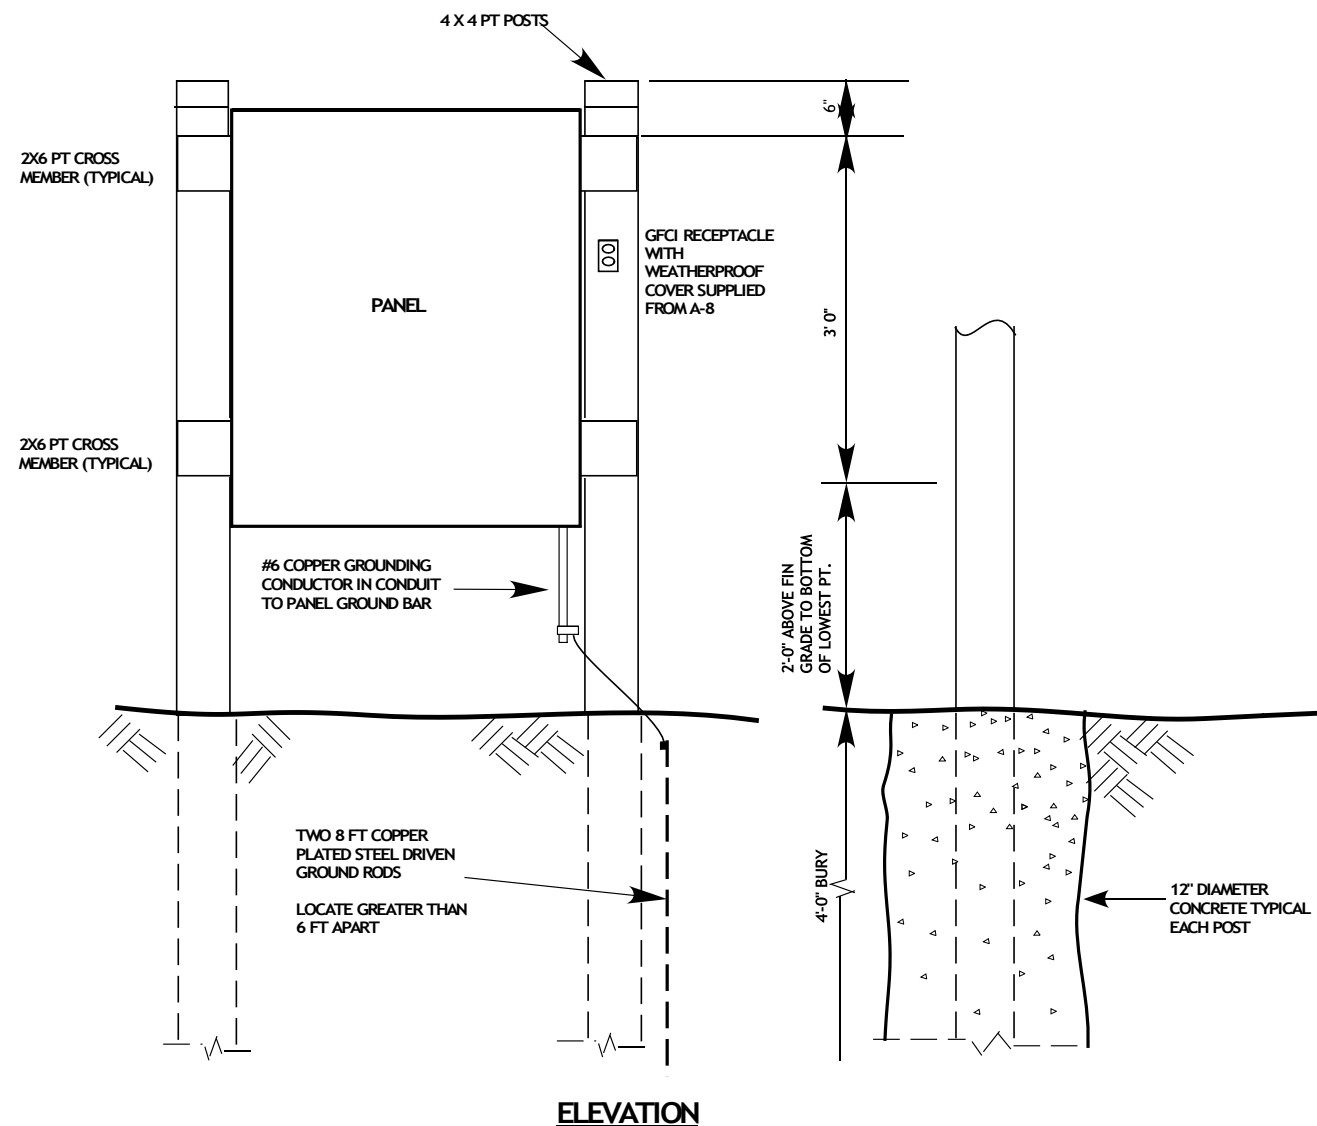 4 X 4 PT POSTS
6"
2X6 PT CROSS
MEMBER (TYPICAL)
GFCI RECEPTACLE
WITH
WEATHERPROOF
COVER SUPPLIED
FROM A-8
PANEL
3' 0"
2X6 PT CROSS
MEMBER (TYPICAL)
#6 COPPER GROUNDING
CONDUCTOR IN CONDUIT
TO PANEL GROUND BAR
2'-0" ABOVE FIN
GRADE TO BOTTOM
OF LOWEST PT.
TWO 8 FT COPPER
PLATED STEEL DRIVEN
GROUND RODS
LOCATE GREATER THAN
6 FT APART
4'-0" BURY
12" DIAMETER
CONCRETE TYPICAL
EACH POST
ELEVATION